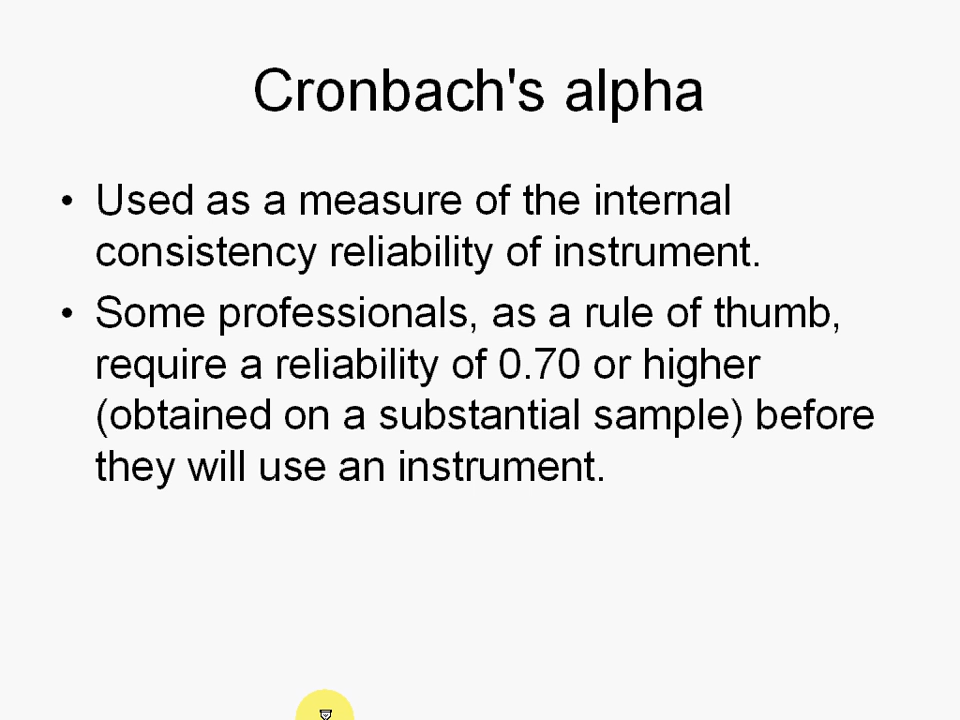 Cronbach's alpha
• Used as a measure of the internal
consistency reliability of instrument.
• Some professionals, as a rule of thumb,
require a reliability of 0.70 or higher
(obtained on a substantial sample) before
they will use an instrument.